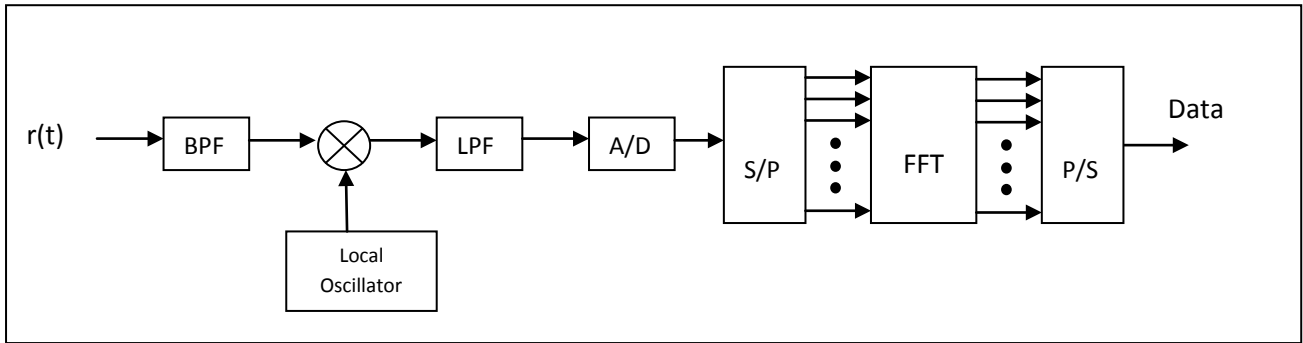 r(t)
BPF
LPF
A/D
S/P
FFT
P/S
Data
Local
Oscillator